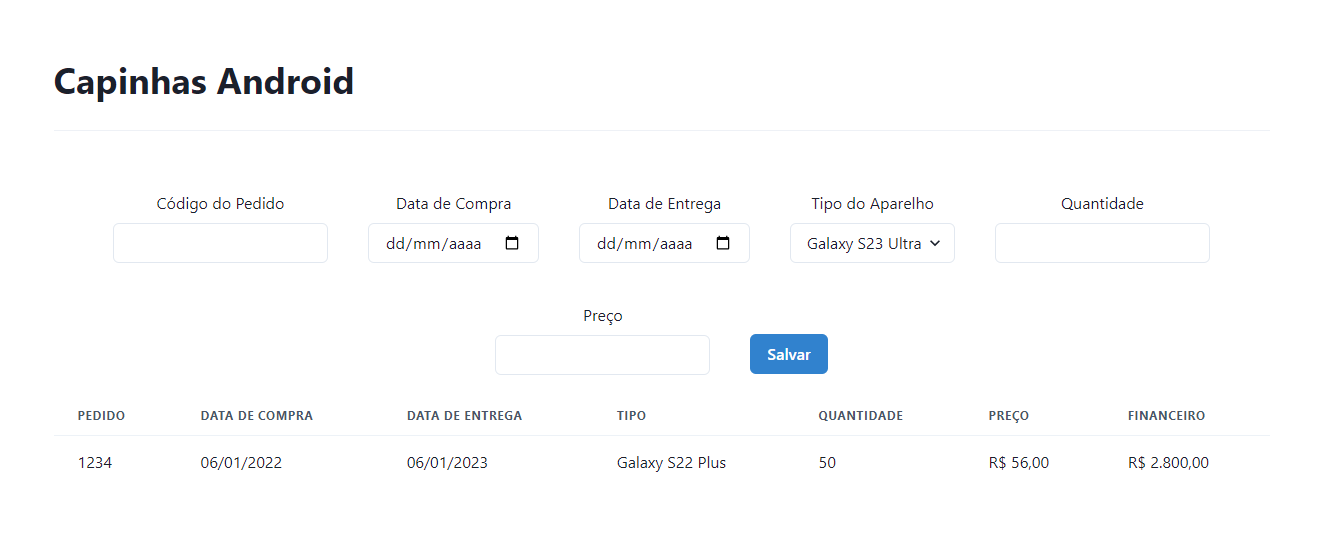 Capinhas Android
Código do Pedido Data de Compra Data de Entrega Tipo do Aparelho Quantidade
dd/mm/aaaa dd/mm/aaaa Galaxy S23 Ultra
Preço
Salvar
PEDIDO DATA DE COMPRA DATA DE ENTREGA TIPO QUANTIDADE PREÇO FINANCEIRO
1234 06/01/2022 06/01/2023 Galaxy S22 Plus 50 R$ 56,00 R$ 2.800,00